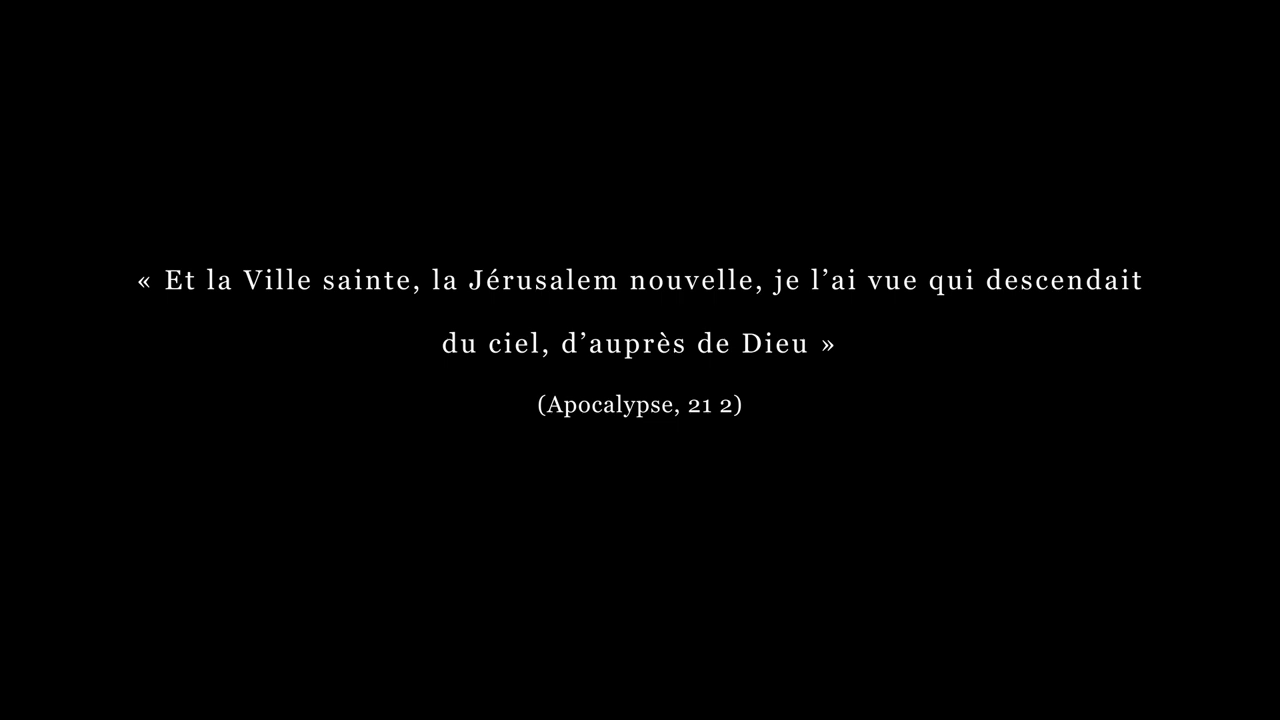 « Et la Ville sainte, la Jérusalem nouvelle, je l’ai vue qui descendait
du ciel, d’auprès de Dieu »
(Apocalypse, 21 2)